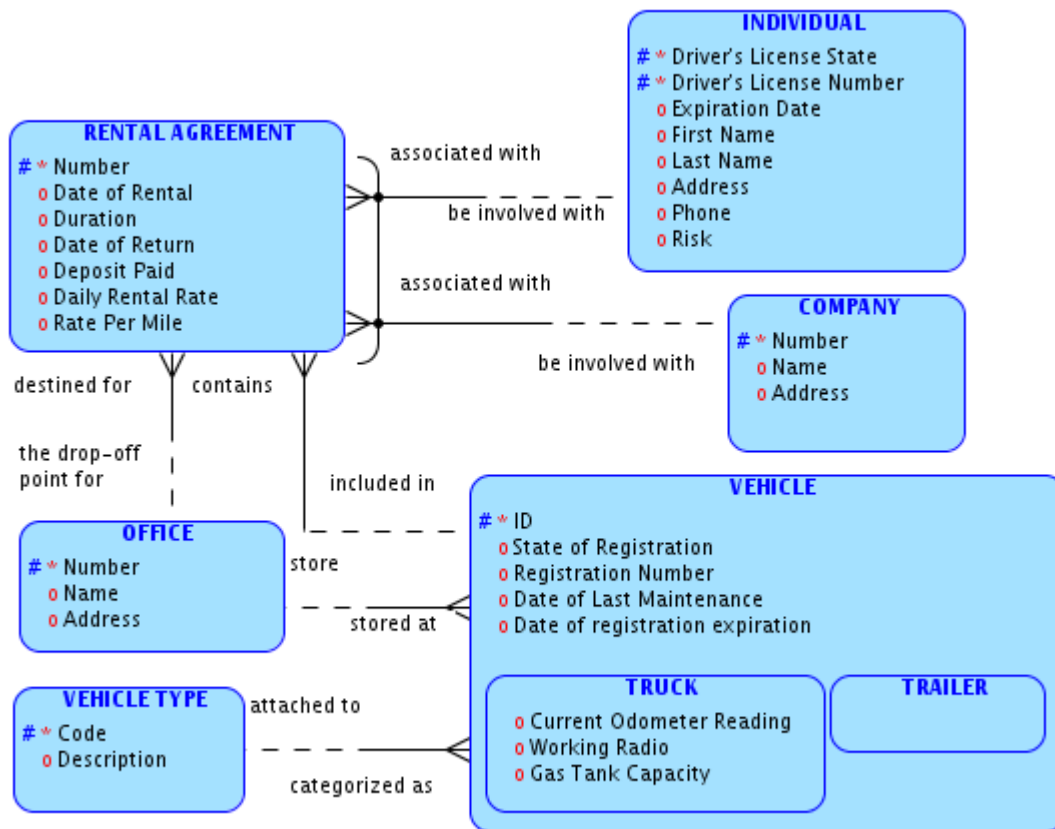 INDIVIDUAL
# * Driver's License State
# * Driver's License Number
o Expiration Date
o First Name
o Last Name
o Address
o Phone
o Risk
RENTAL AGREEMENT
# * Number
o Date of Rental
o Duration
o Date of Return
o Deposit Paid
o Daily Rental Rate
o Rate Per Mile
associated with
be involved with
associated with
be involved with
COMPANY
# * Number
o Name
o Address
destined for
contains
the drop-off
point for
included in
OFFICE
# * Number
o Name
o Address
store
stored at
VEHICLE
# * ID
o State of Registration
o Registration Number
o Date of Last Maintenance
o Date of registration expiration
VEHICLE TYPE
# * Code
o Description
attached to
categorized as
TRUCK
o Current Odometer Reading
o Working Radio
o Gas Tank Capacity
TRAILER